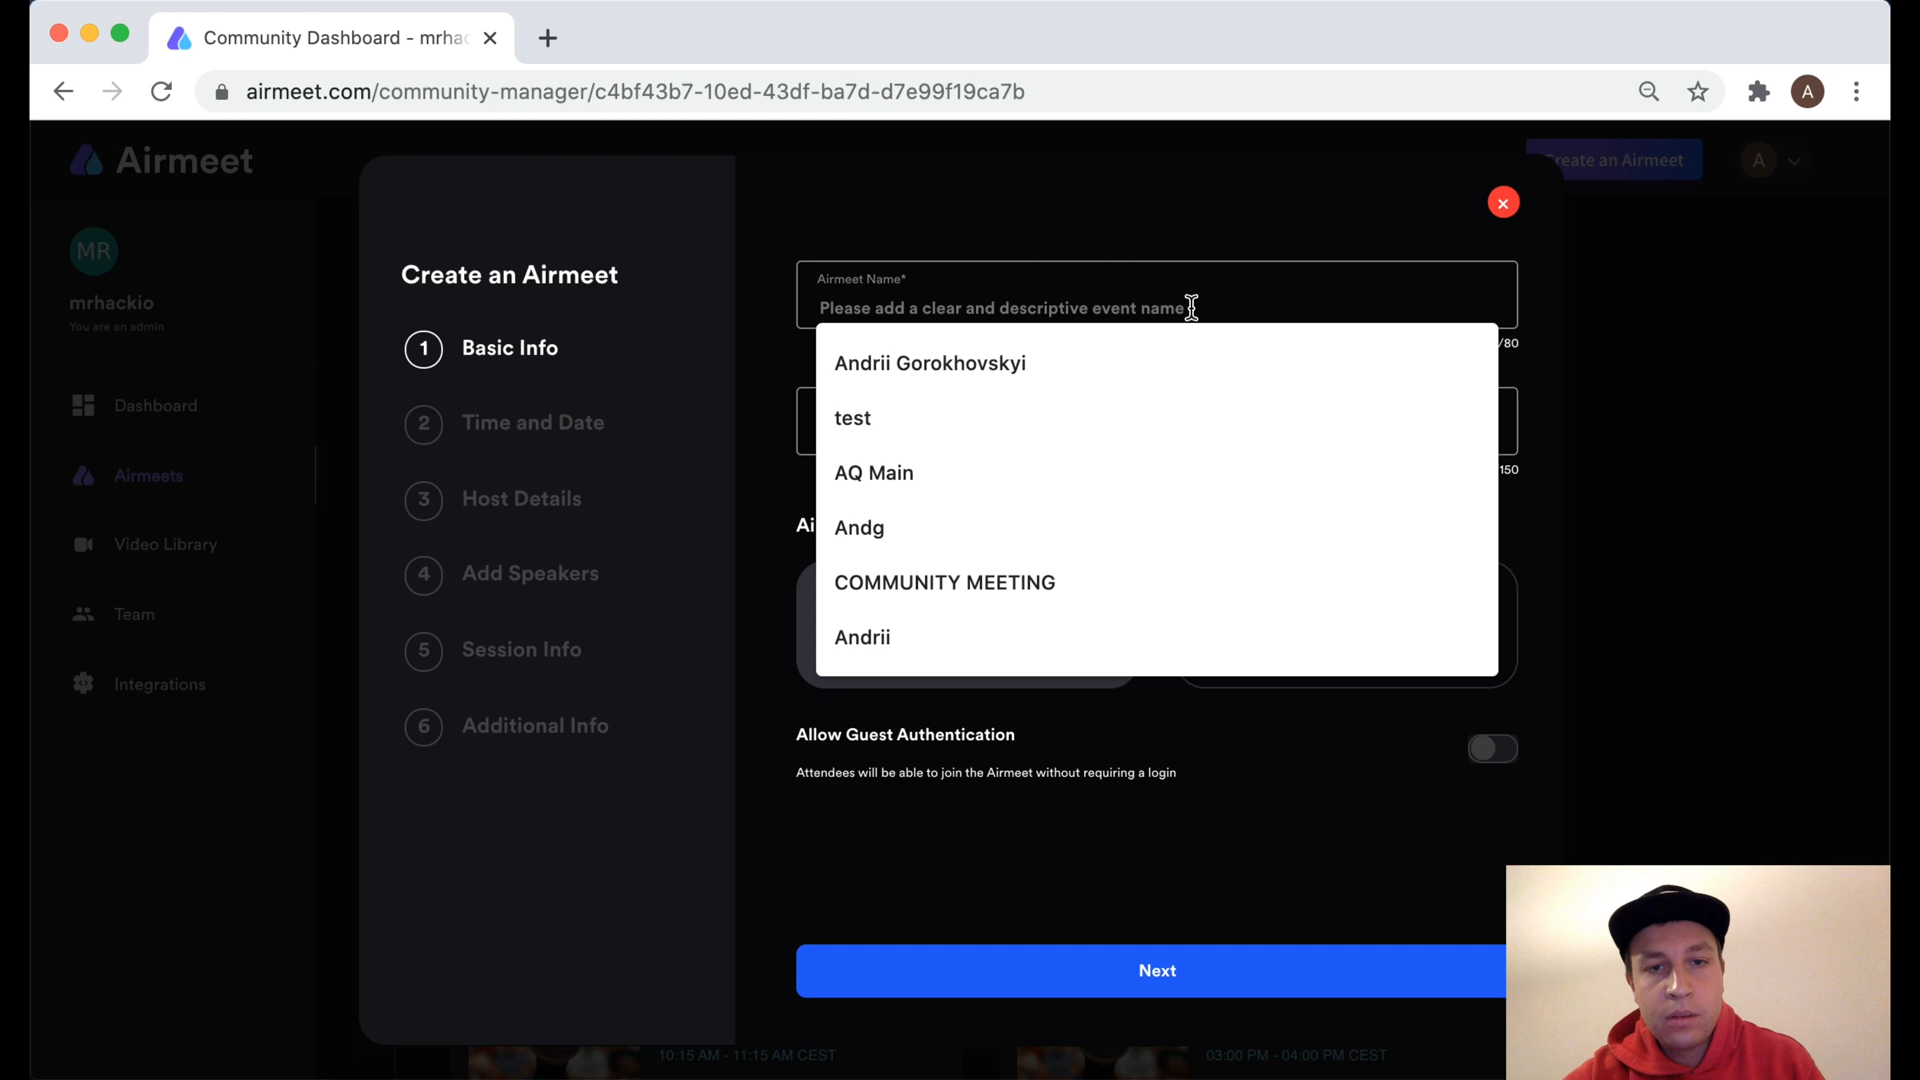 Community Dashboard - mrhac
airmeet.com/community-manager/c4bf43b7-10ed-43df-ba7d-d7e99f19ca7b
A
Airmeet
Create an Airmeet
A
MR
mrhackio
You are an admin
Dashboard
Airmeets
Video Library
Team
Integrations
Create an Airmeet
1 Basic Info
2 Time and Date
3 Host Details
4 Add Speakers
5 Session Info
6 Additional Info
Airmeet Name*
Please add a clear and descriptive event name
/80
Andrii Gorokhovskyi
test
AQ Main
150
Andg
Ai
COMMUNITY MEETING
Andrii
Allow Guest Authentication
Attendees will be able to join the Airmeet without requiring a login
Next
10:15 AM - 11:15 AM CEST
03:00 PM - 04:00 PM CEST